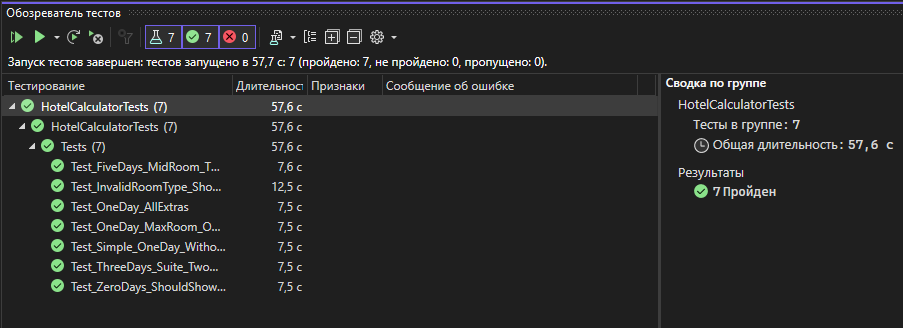 Обозреватель тестов
7 7 0
Запуск тестов завершен: тестов запущено в 57,7 с: 7 (пройдено: 7, не пройдено: 0, пропущено: 0).
Тестирование Длительност Признаки Сообщение об ошибке
HotelCalculatorTests (7) 57,6 с
HotelCalculatorTests (7) 57,6 с
Tests (7) 57,6 с
Test_FiveDays_MidRoom_T... 7,6 с
Test_InvalidRoomType_Sho... 12,5 с
Test_OneDay_AllExtras 7,5 с
Test_OneDay_MaxRoom_O... 7,5 с
Test_Simple_OneDay_Witho... 7,5 с
Test_ThreeDays_Suite_Two... 7,5 с
Test_ZeroDays_ShouldShow... 7,5 с
Сводка по группе
HotelCalculatorTests
Тесты в группе: 7
Общая длительность: 57,6 с
Результаты
7 Пройден